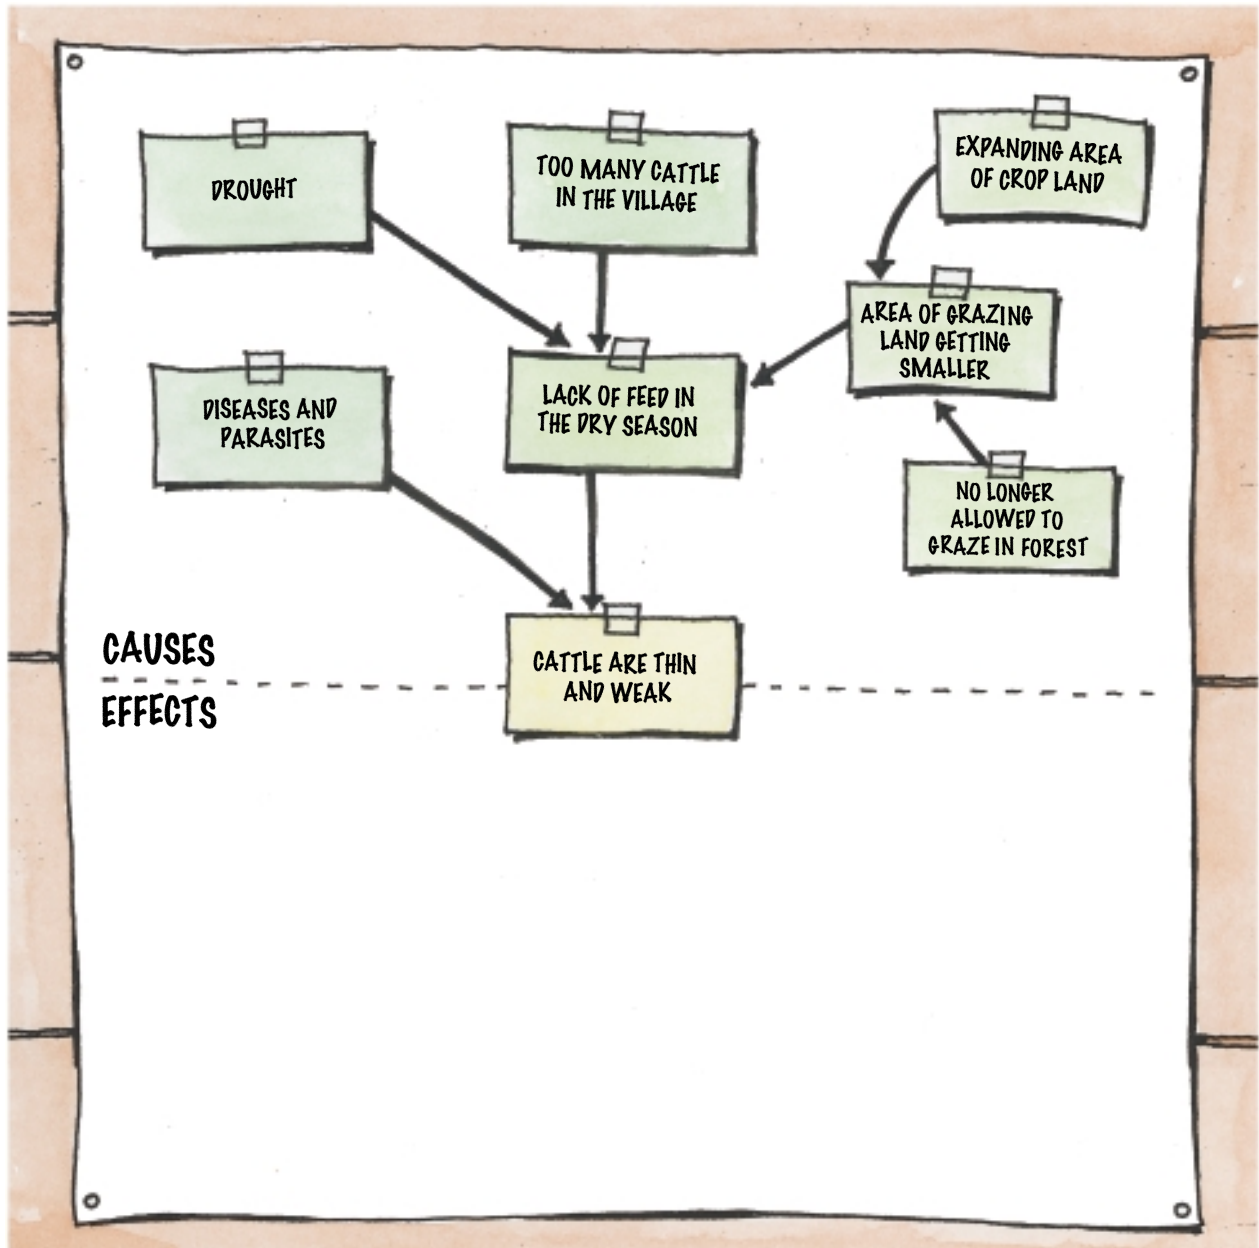 DROUGHT
TOO MANY CATTLE
IN THE VILLAGE
EXPANDING AREA
OF CROP LAND
AREA OF GRAZING
LAND GETTING
SMALLER
DISEASES AND
PARASITES
LACK OF FEED IN
THE DRY SEASON
NO LONGER
ALLOWED TO
GRAZE IN FOREST
CAUSES
EFFECTS
CATTLE ARE THIN
AND WEAK